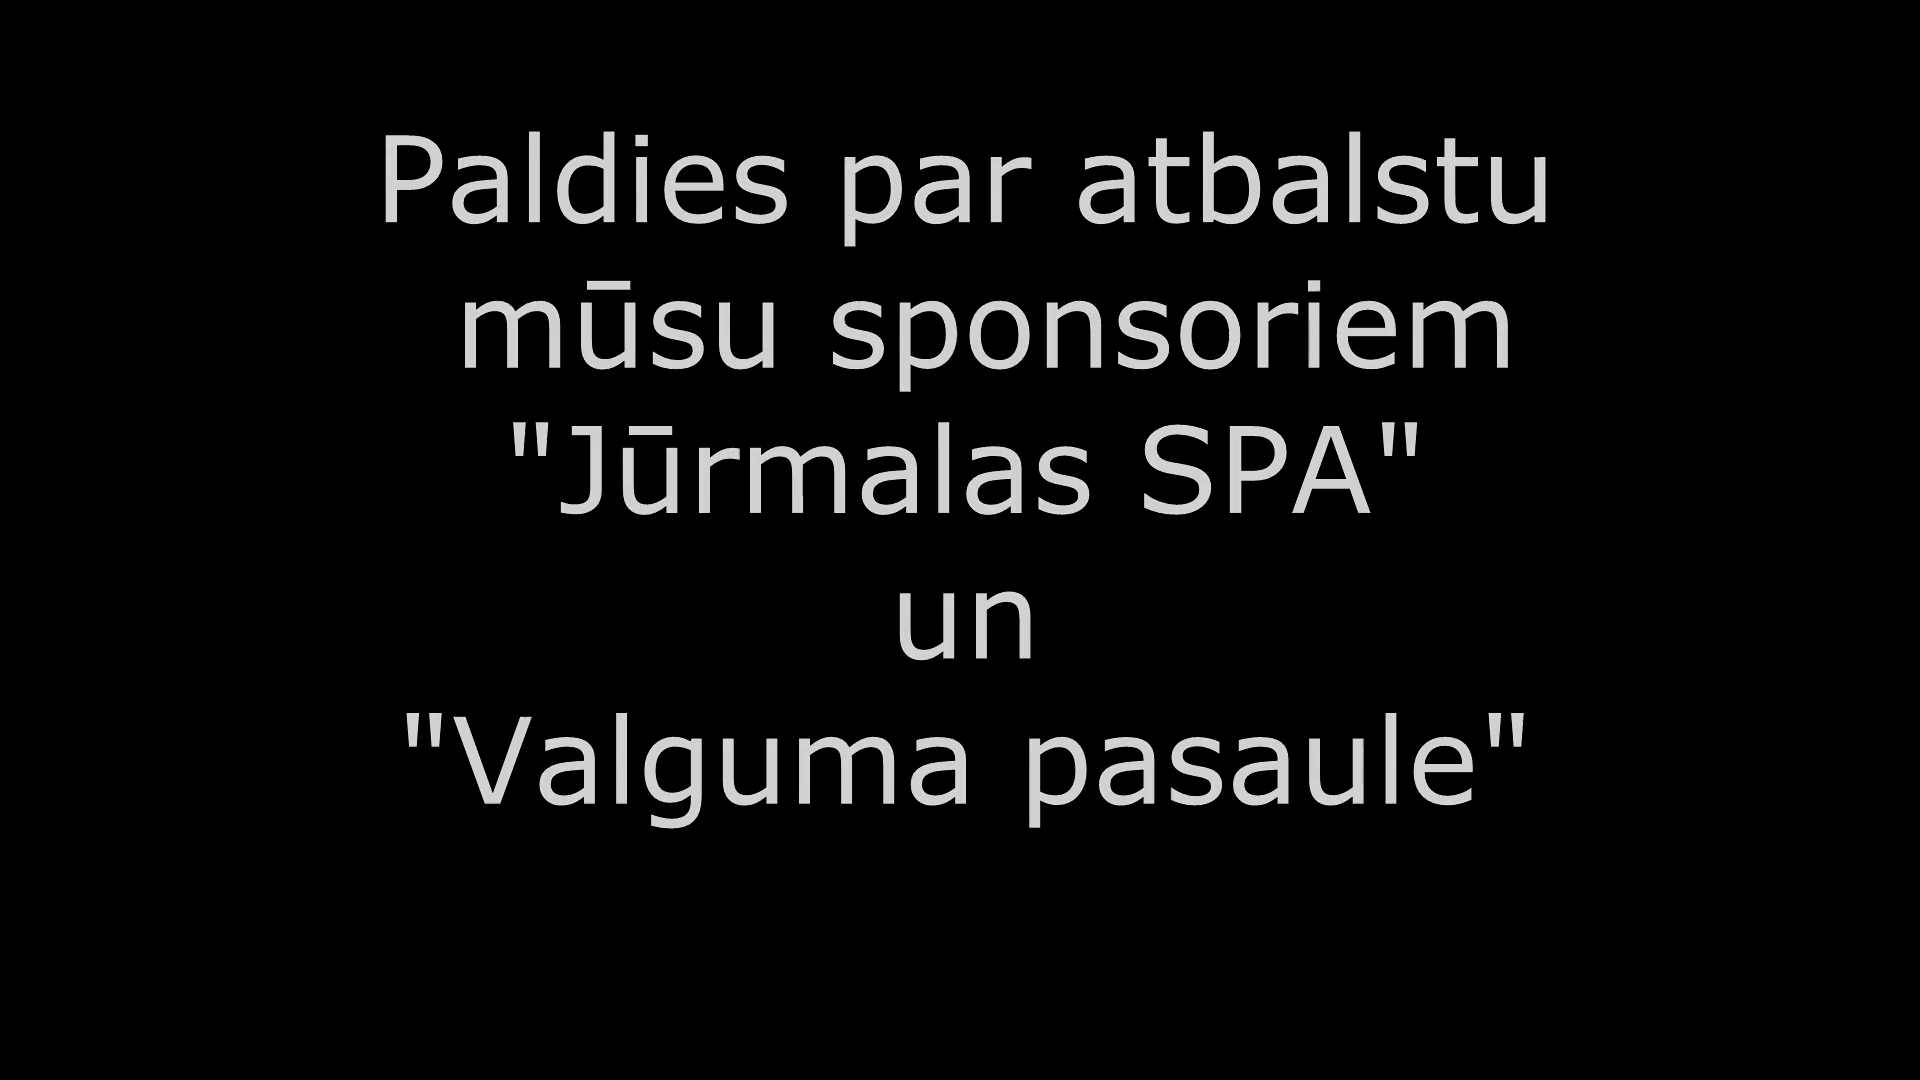 Paldies par atbalstu
mūsu sponsoriem
"Jūrmalas SPA"
un
"Valguma pasaule"